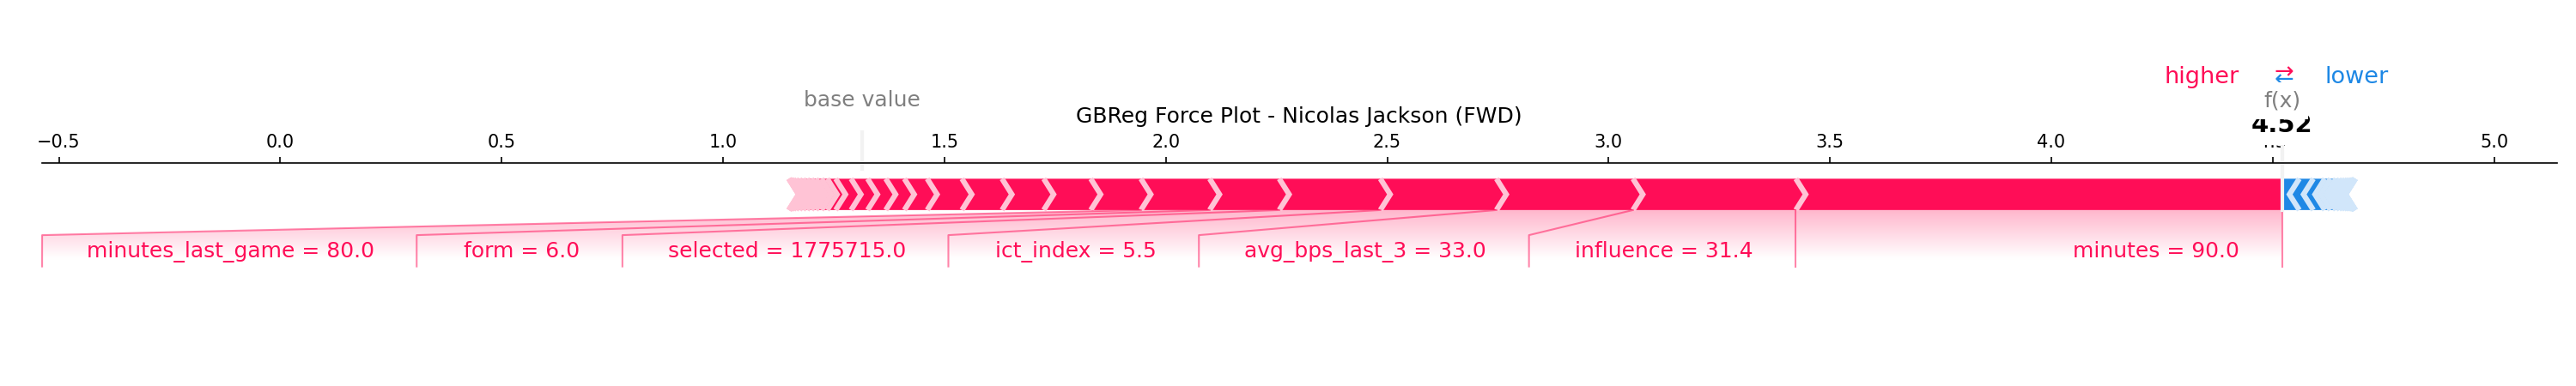 higher ⇄ lower
base value
f(x)
GBReg Force Plot - Nicolas Jackson (FWD)
4.52
−0.5 0.0 0.5 1.0 1.5 2.0 2.5 3.0 3.5 4.0 5.0
minutes_last_game = 80.0 form = 6.0 selected = 1775715.0 ict_index = 5.5 avg_bps_last_3 = 33.0 influence = 31.4 minutes = 90.0